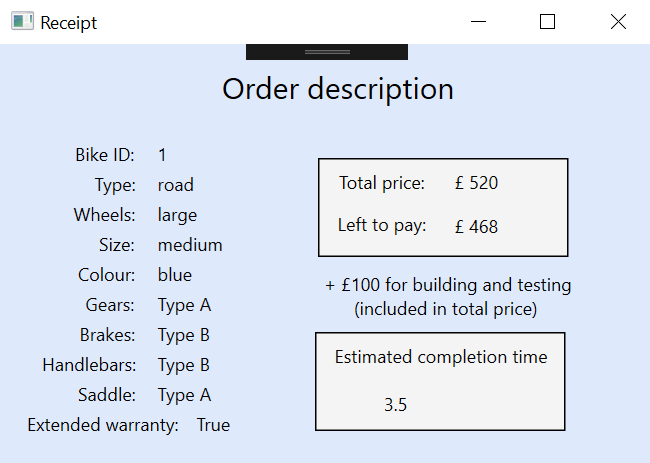 Receipt
Order description
Bike ID: 1
Type: road
Wheels: large
Size: medium
Colour: blue
Gears: Type A
Brakes: Type B
Handlebars: Type B
Saddle: Type A
Extended warranty: True
Total price: £ 520
Left to pay: £ 468
+ £100 for building and testing
(included in total price)
Estimated completion time
3.5